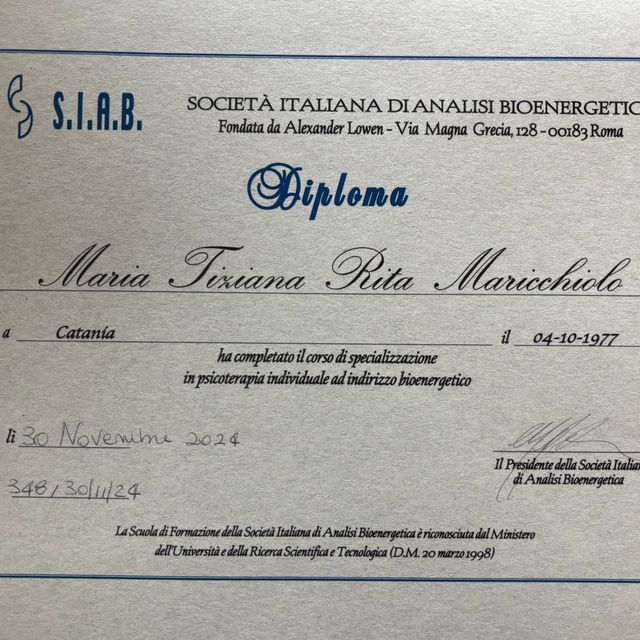 S.I.A.B.
SOCIETÀ ITALIANA DI ANALISI BIOENERGETIC
Fondata da Alexander Lowen - Via Magna Grecia, 128 - 00183 Roma
Diploma
Maria Tiziana Rita Maricchiolo
a Catania il 04-10-1977
ha completato il corso di specializzazione
in psicoterapia individuale ad indirizzo bioenergetico
lì 30 Novembre 2024
348/30/11/24
Il Presidente della Società Italian
di Analisi Bioenergetica
La Scuola di Formazione della Società Italiana di Analisi Bioenergetica è riconosciuta dal Ministero
dell'Università e della Ricerca Scientifica e Tecnologica (D.M. 20 marzo 1998)